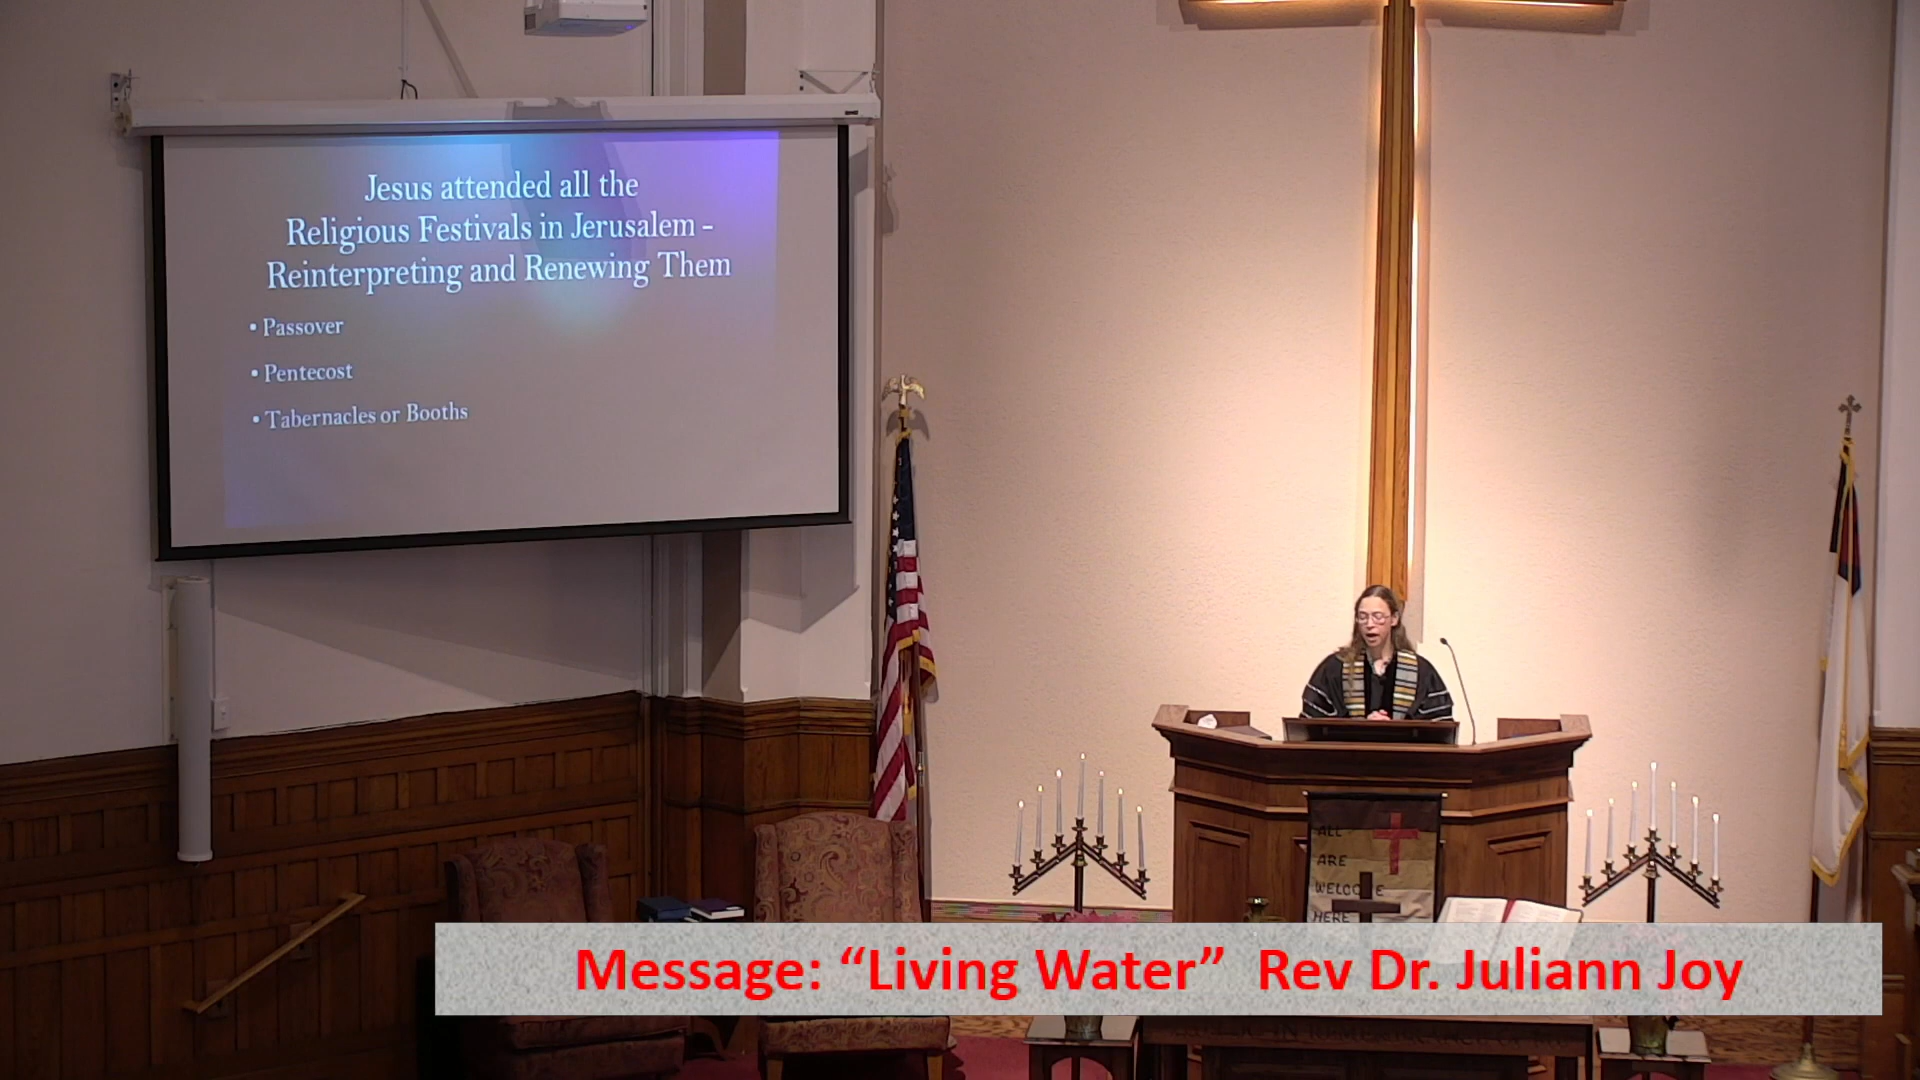 Jesus attended all the
Religious Festivals in Jerusalem -
Reinterpreting and Renewing Them
• Passover
• Pentecost
• Tabernacles or Booths
ALL
ARE
WELCOME
HERE
Message: “Living Water” Rev Dr. Juliann Joy